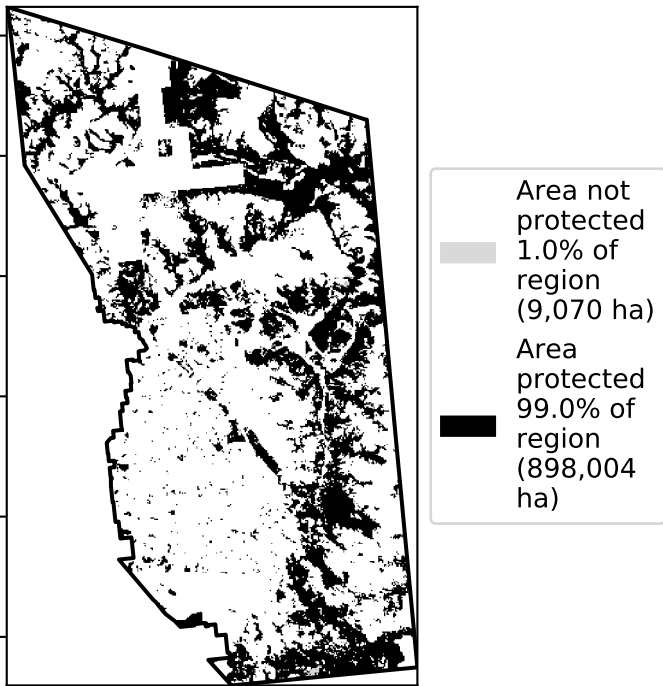 Area not
protected
1.0% of
region
(9,070 ha)
Area
protected
99.0% of
region
(898,004
ha)